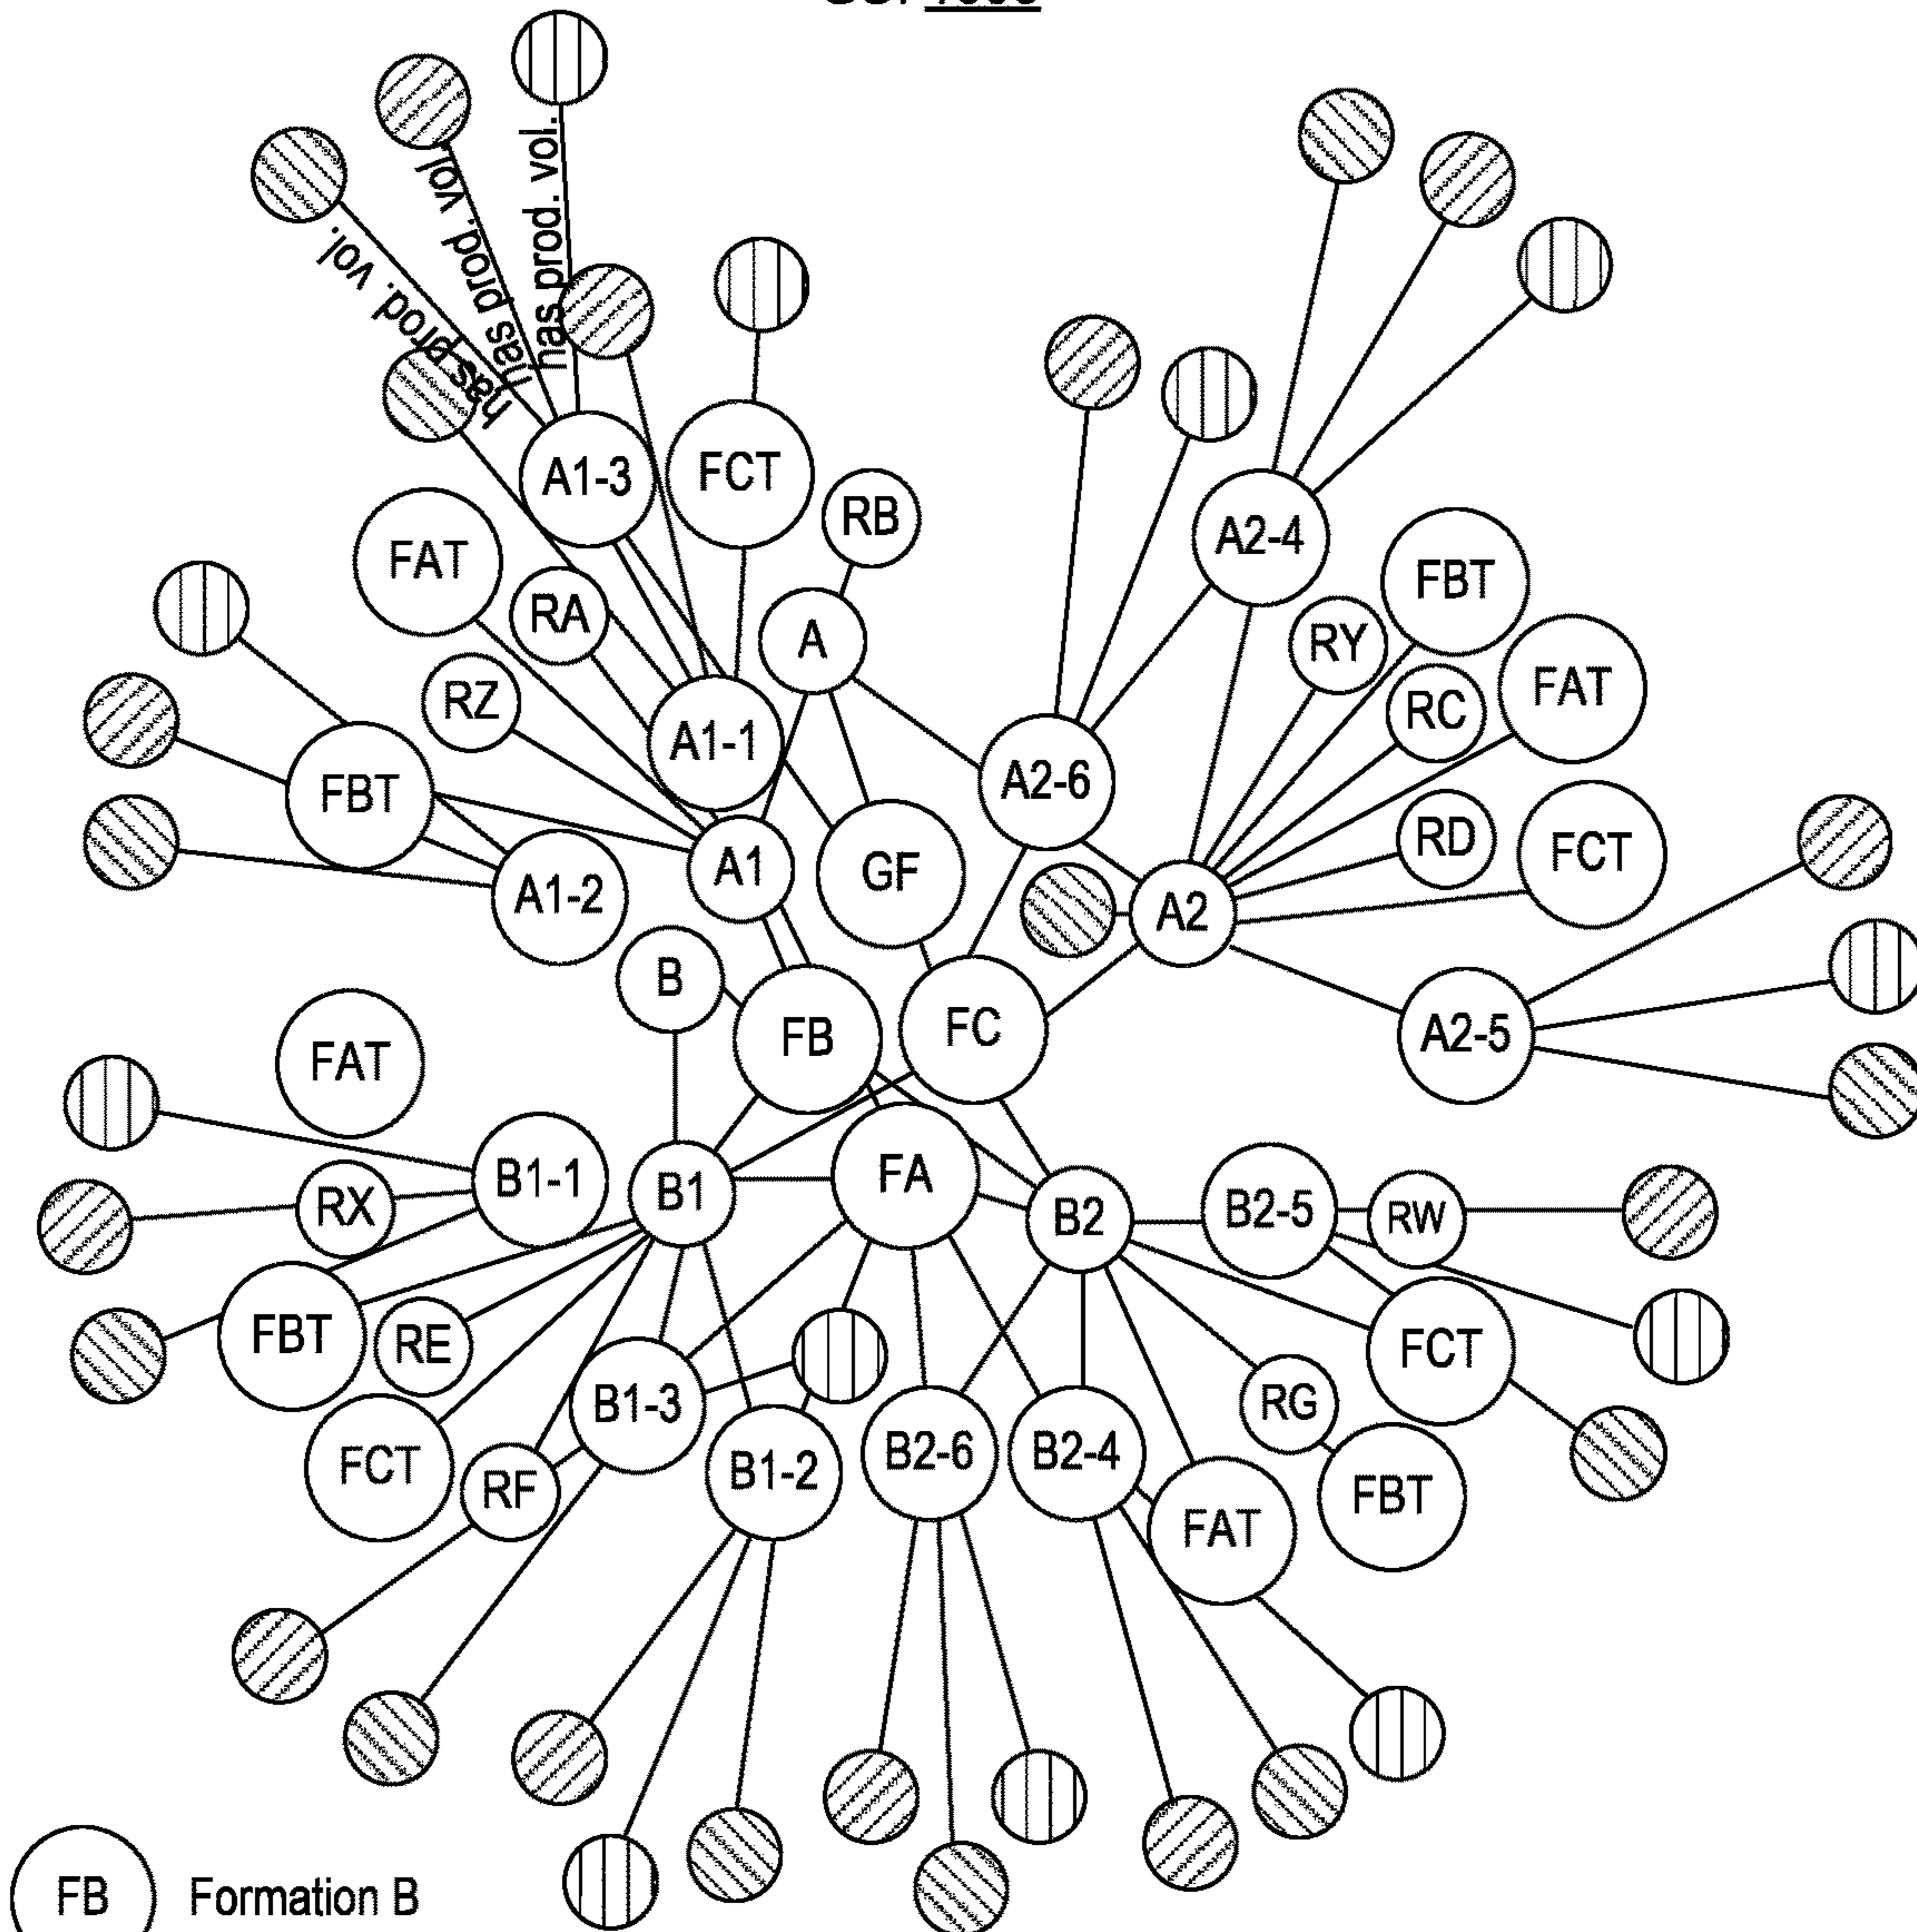 has prod. vol.
has prod. vol.
has prod. vol.
A1-3
FCT
RB
A2-4
FAT
FBT
RA
A
RY
FAT
RZ
RC
A1-1
FBT
A2-6
RD
FCT
A1
GF
A1-2
A2
B
FB
FC
A2-5
FAT
B1-1
B1
FA
RX
B2
B2-5
RW
FBT
RE
FCT
B1-3
RG
FCT
RF
B1-2
B2-6
B2-4
FBT
FAT
FB Formation B